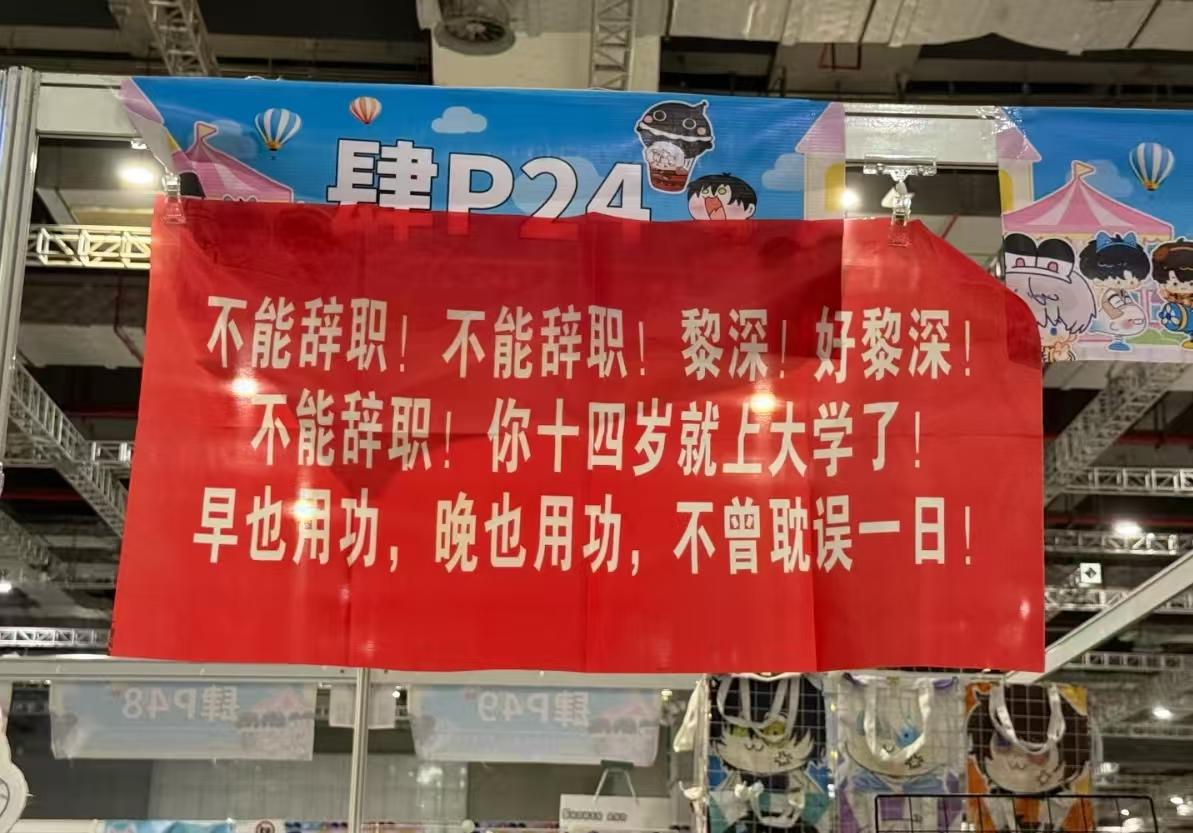 肆P24
不能辞职！不能辞职！黎深！好黎深！
不能辞职！你十四岁就上大学了！
早也用功，晚也用功，不曾耽误一日！
肆P48
肆P49